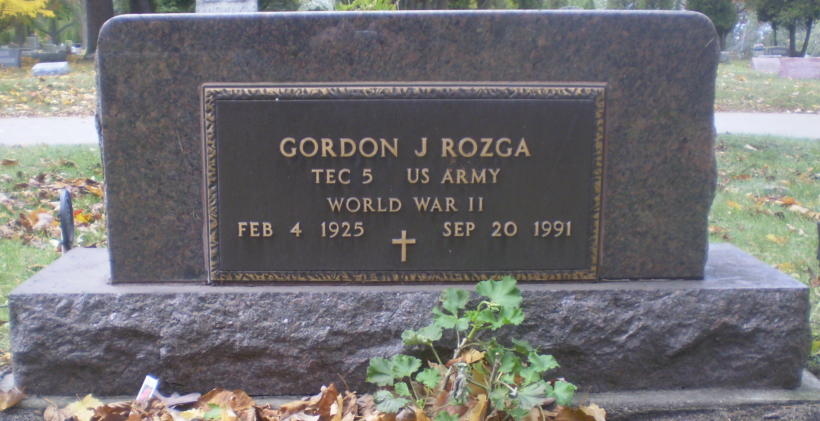 GORDON J ROZGA
TEC 5 US ARMY
WORLD WAR II
FEB 4 1925 SEP 20 1991